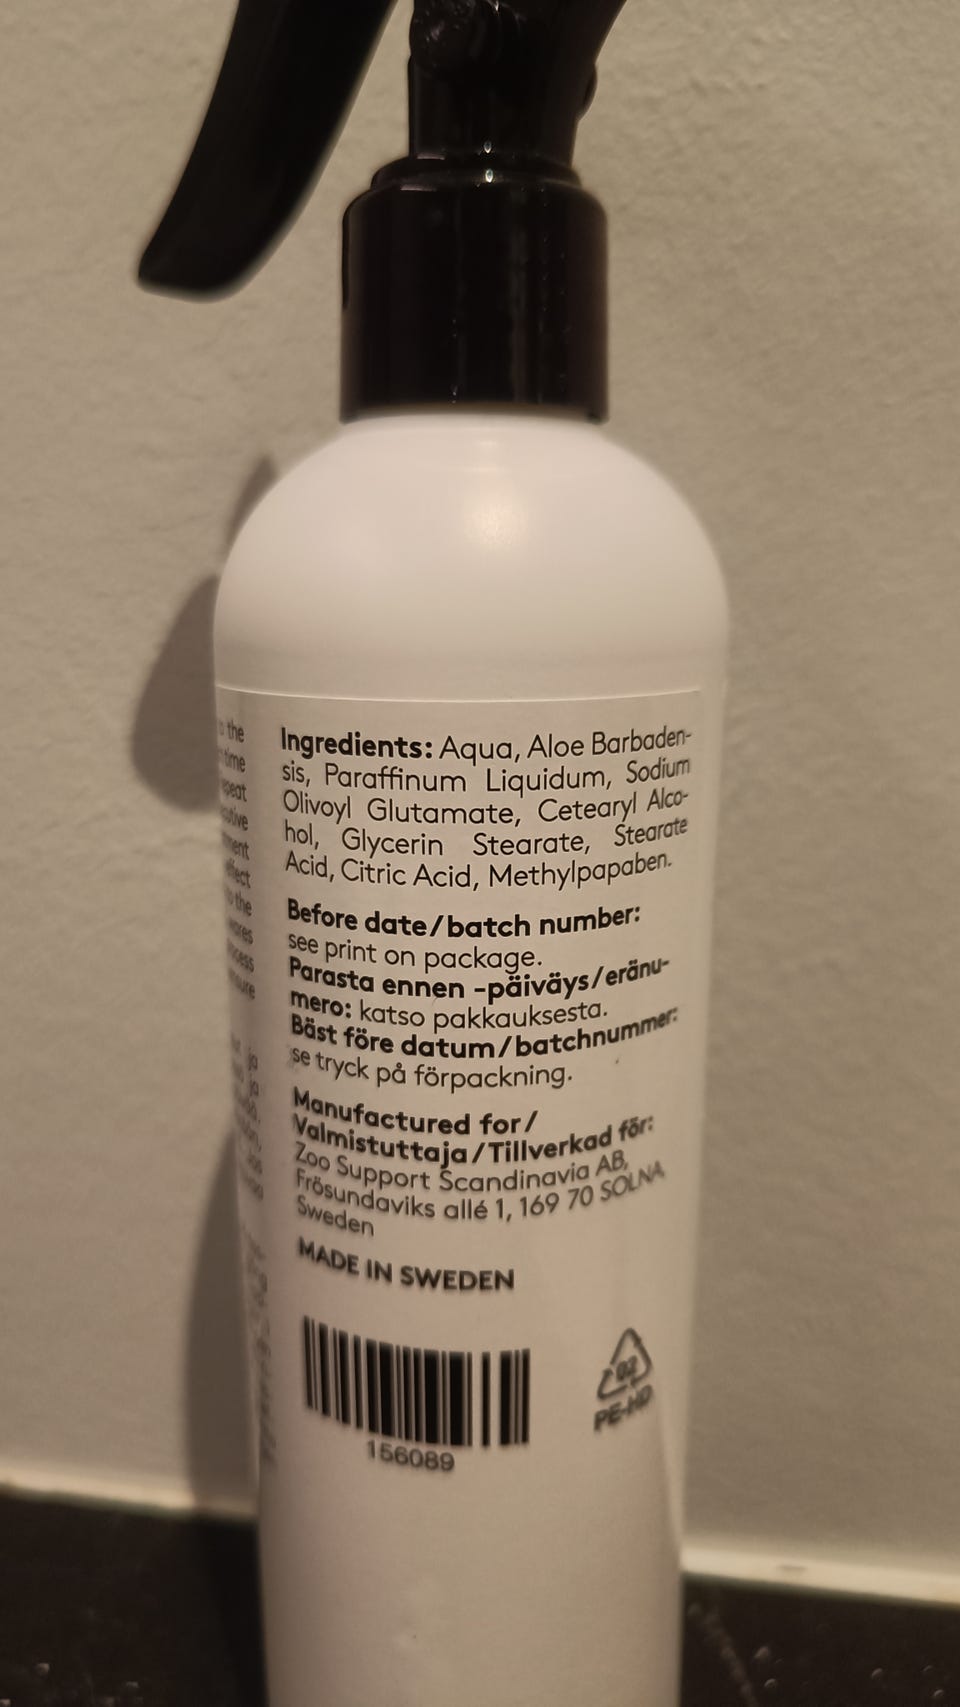 the
time
Ingredients: Aqua, Aloe Barbaden-
sis, Paraffinum Liquidum, Sodium
Olivoyl Glutamate, Cetearyl Alco-
hol, Glycerin Stearate, Stearate
Acid, Citric Acid, Methylpapaben.
Before date/batch number:
see print on package.
Parasta ennen -päiväys/eränu-
mero: katso pakkauksesta.
Bäst före datum/batchnummer:
se tryck på förpackning.
Manufactured for/
Valmistuttaja/Tillverkad för:
Zoo Support Scandinavia AB,
Frösundaviks allé 1, 169 70 SOLNA
Sweden
MADE IN SWEDEN
156089
02
PE-HD